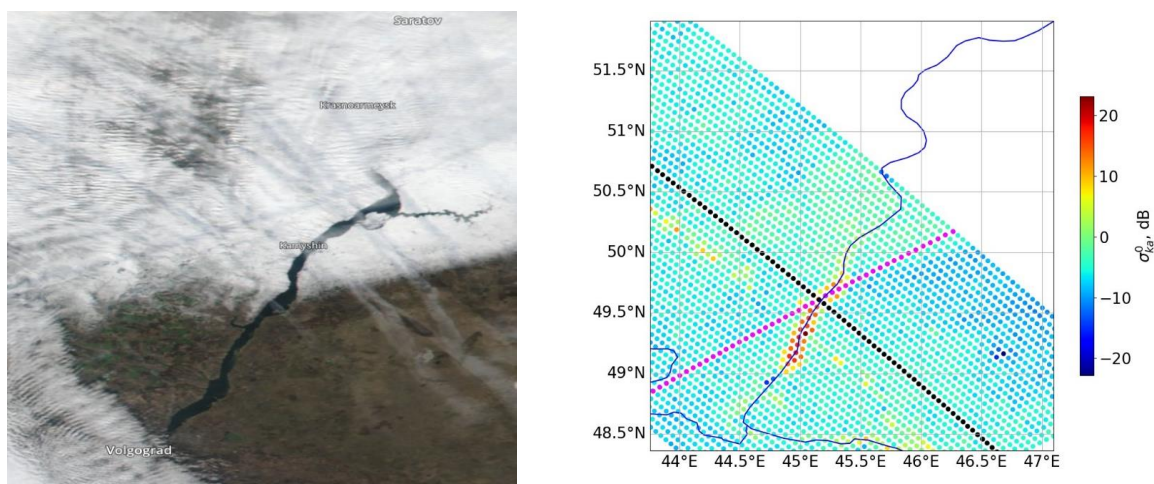 Saratov
Krasnoarmeysk
Kamyshin
Volgograd
51.5°N
51°N
50.5°N
50°N
49.5°N
49°N
48.5°N
44°E 44.5°E 45°E 45.5°E 46°E 46.5°E 47°E
20
10
0
−10
−20
σ⁰ₖₐ, dB